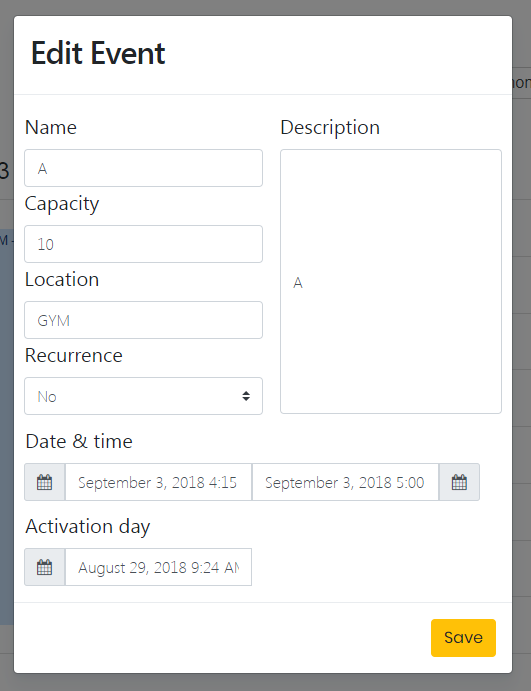 Edit Event
Name
A
Capacity
10
Location
GYM
Recurrence
No
Description
A
Date & time
September 3, 2018 4:15
September 3, 2018 5:00
Activation day
August 29, 2018 9:24 AM
Save
3
M -